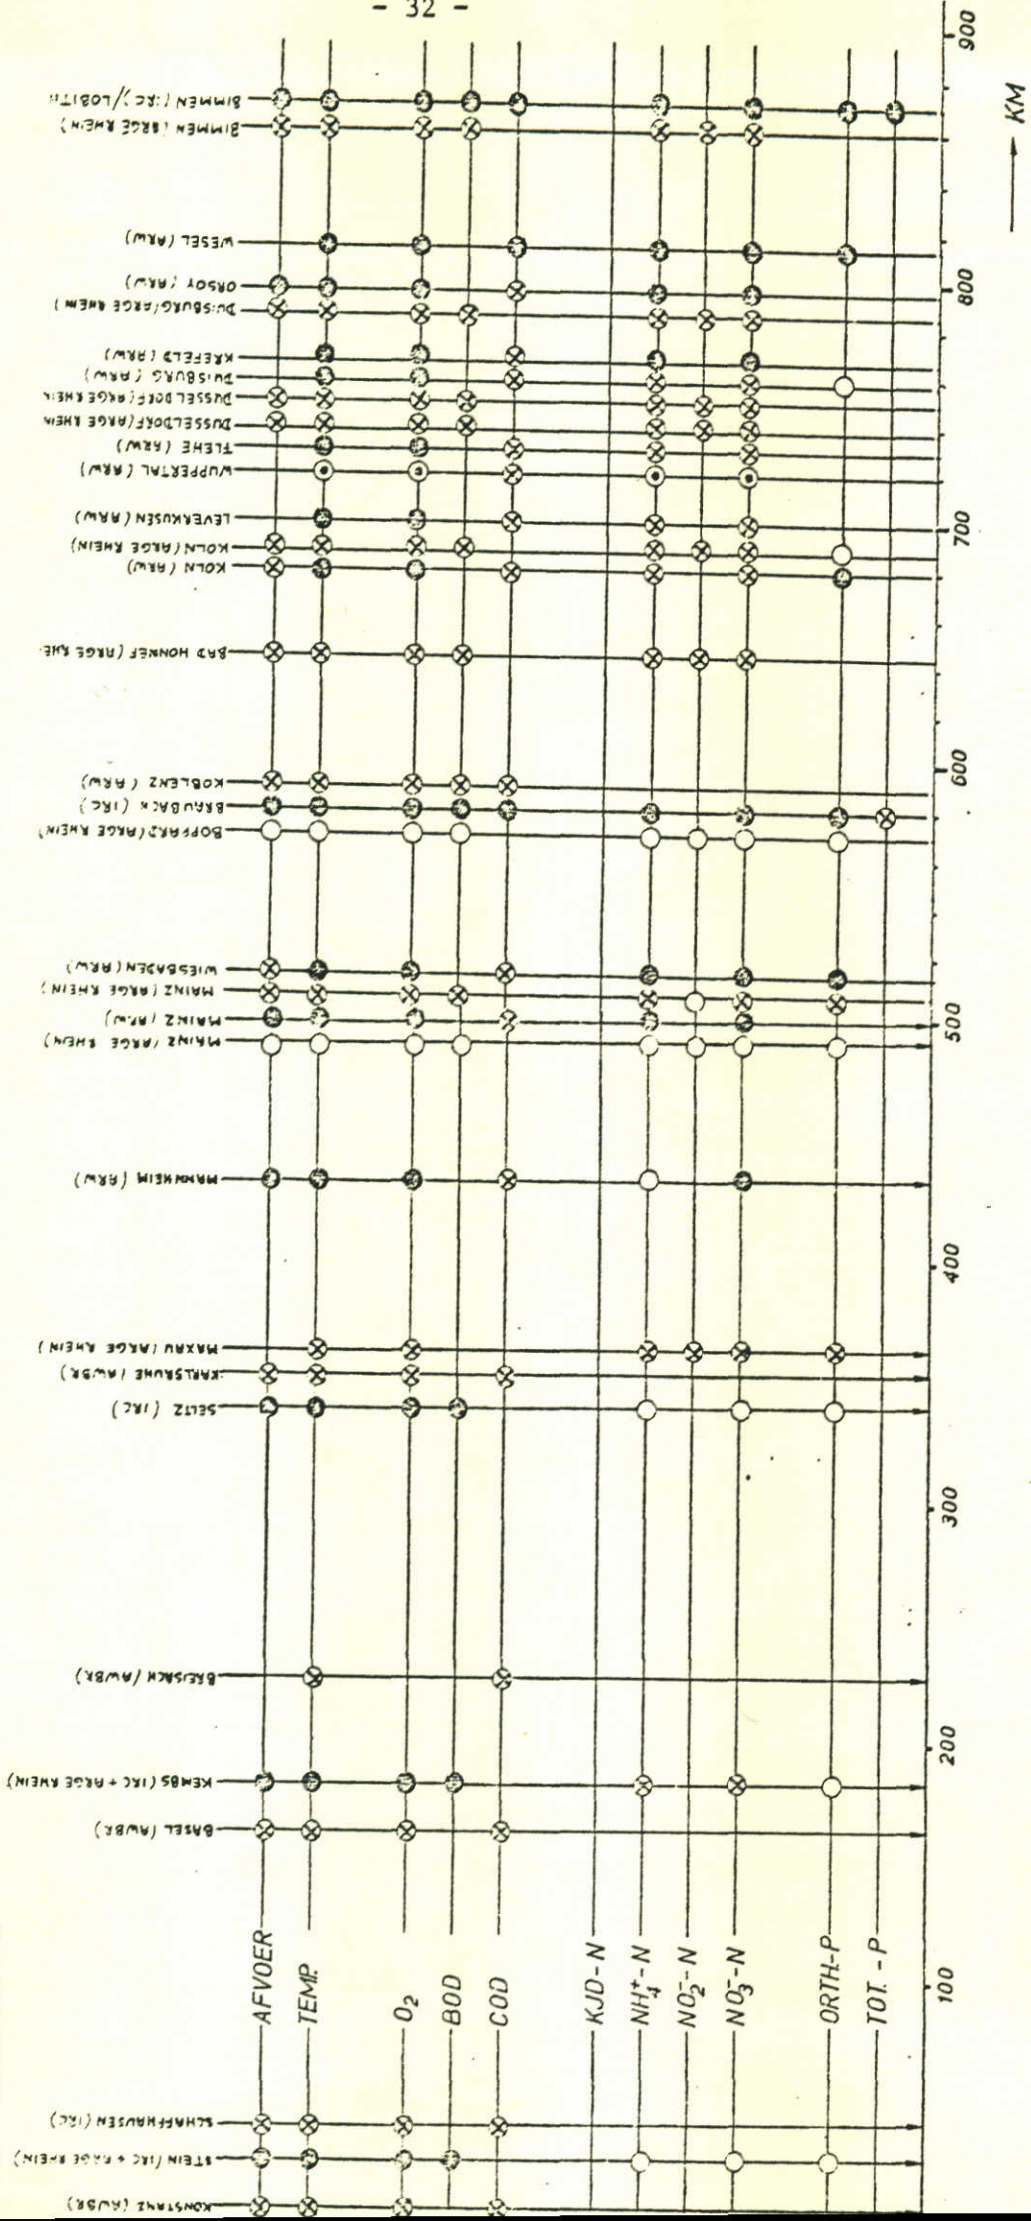 - 32 -
BIMMEN (IRC)/LOBITH
BIMMEN (ARGE RHEIN)
WESEL (ARW)
ORSOY (ARW)
DUISBURG (ARGE RHEIN)
KREFELD (ARW)
DUISBURG (ARW)
DUSSELDORF (ARGE RHEIN
DUSSELDORF (ARGE RHEIN
FLEHE (ARW)
WUPPERTAL (ARW)
LEVERKUSEN (ARW)
KOLN (ARGE RHEIN)
KOLN (ARW)
BAD HONNEF (ARGE RHE
KOBLENZ (ARW)
BRAUBACK (IRC)
BOPPARD (ARGE RHEIN)
WIESBADEN (ARW)
MAINZ (ARGE RHEIN)
MAINZ (ARW)
MAINZ (ARGE RHEIN)
MANNHEIM (ARW)
MAXAU (ARGE RHEIN)
KARLSRUHE (AWBR)
SELTZ (IRC)
BREISACH (AWBR)
KEMBS (IRC + ARGE RHEIN)
BASEL (AWBR)
SCHAFFHAUSEN (IRC)
STEIN (IRC + ARGE RHEIN)
KONSTANZ (AWBR)
AFVOER
TEMP.
O2
BOD
COD
KJD-N
NH4+-N
NO2--N
NO3--N
ORTH-P
TOT.-P
100
200
300
400
500
600
700
800
900
KM